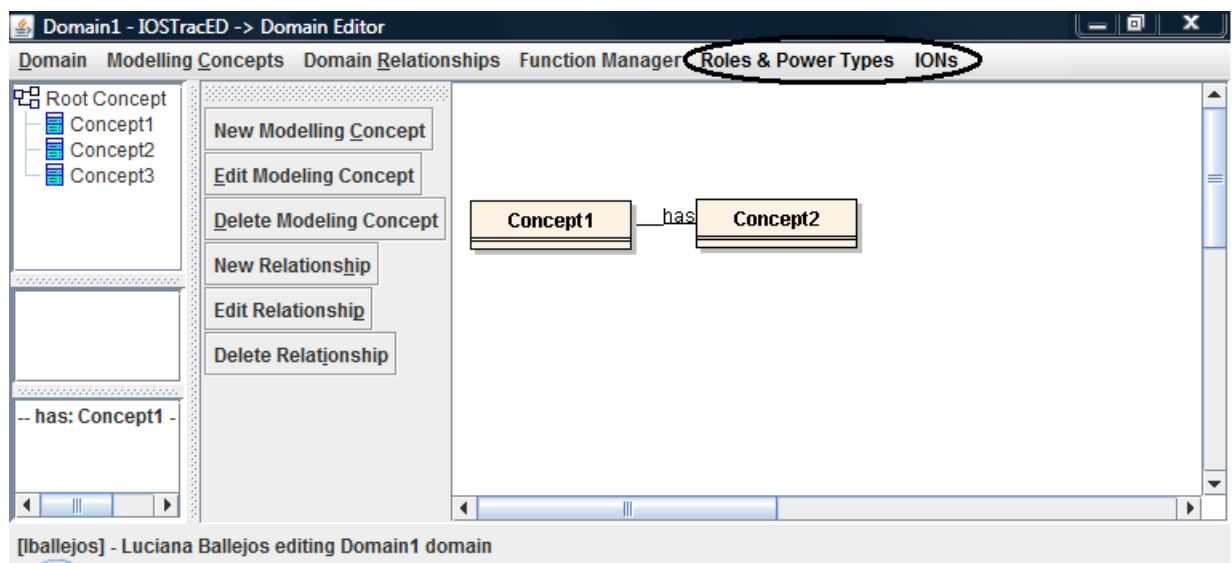 Domain1 - IOSTracED -> Domain Editor
Domain Modelling Concepts Domain Relationships Function Manager Roles & Power Types IONs
Root Concept
Concept1
Concept2
Concept3
New Modelling Concept
Edit Modeling Concept
Delete Modeling Concept
New Relationship
Edit Relationship
Delete Relationship
Concept1
has
Concept2
-- has: Concept1 -
[lballejos] - Luciana Ballejos editing Domain1 domain